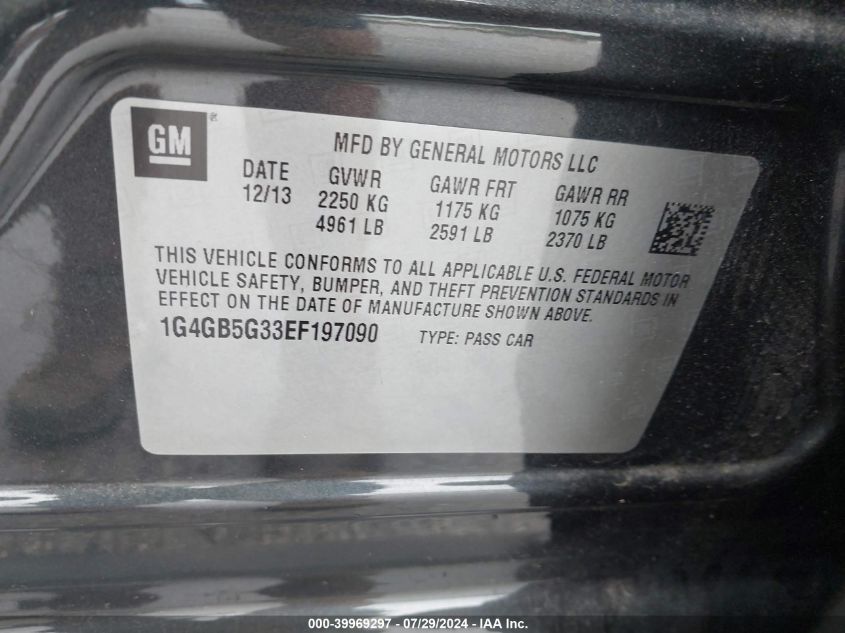 GM®
MFD BY GENERAL MOTORS LLC
DATE GVWR GAWR FRT GAWR RR
12/13 2250 KG 1175 KG 1075 KG
4961 LB 2591 LB 2370 LB
THIS VEHICLE CONFORMS TO ALL APPLICABLE U.S. FEDERAL MOTOR
VEHICLE SAFETY, BUMPER, AND THEFT PREVENTION STANDARDS IN
EFFECT ON THE DATE OF MANUFACTURE SHOWN ABOVE.
1G4GB5G33EF197090 TYPE: PASS CAR
000-39969297 - 07/29/2024 - IAA Inc.